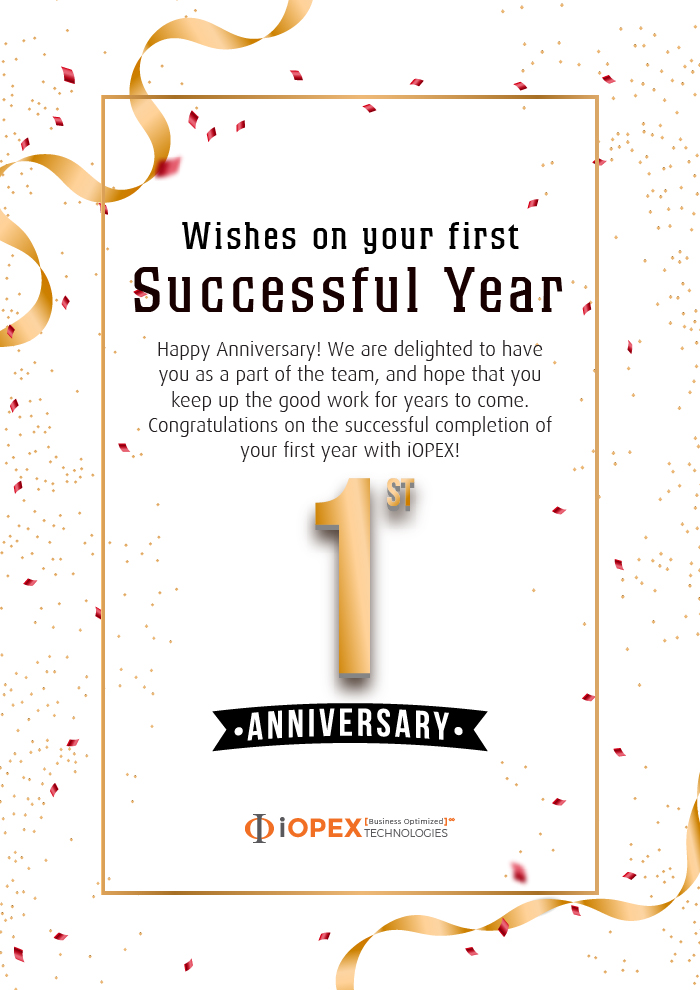 Wishes on your first
Successful Year
Happy Anniversary! We are delighted to have
you as a part of the team, and hope that you
keep up the good work for years to come.
Congratulations on the successful completion of
your first year with iOPEX!
1ST
•ANNIVERSARY•
iOPEX [Business Optimized]∞
TECHNOLOGIES